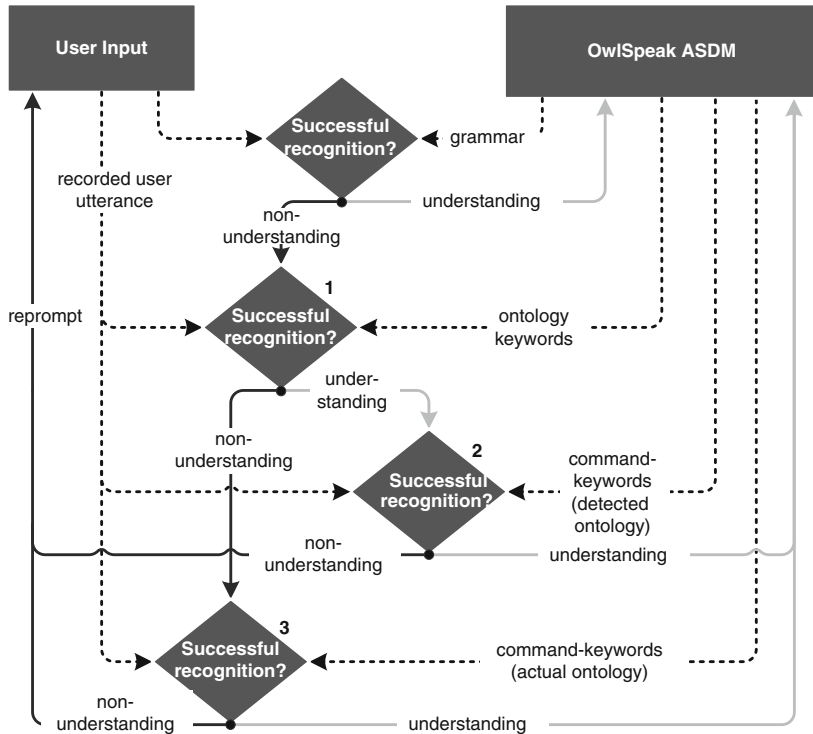 User Input
OwlSpeak ASDM
Successful
recognition?
grammar
recorded user
utterance
understanding
non-
understanding
1
Successful
recognition?
reprompt
ontology
keywords
under-
standing
non-
understanding
2
Successful
recognition?
command-
keywords
(detected
ontology)
non-
understanding
understanding
3
Successful
recognition?
command-keywords
(actual ontology)
non-
understanding
understanding